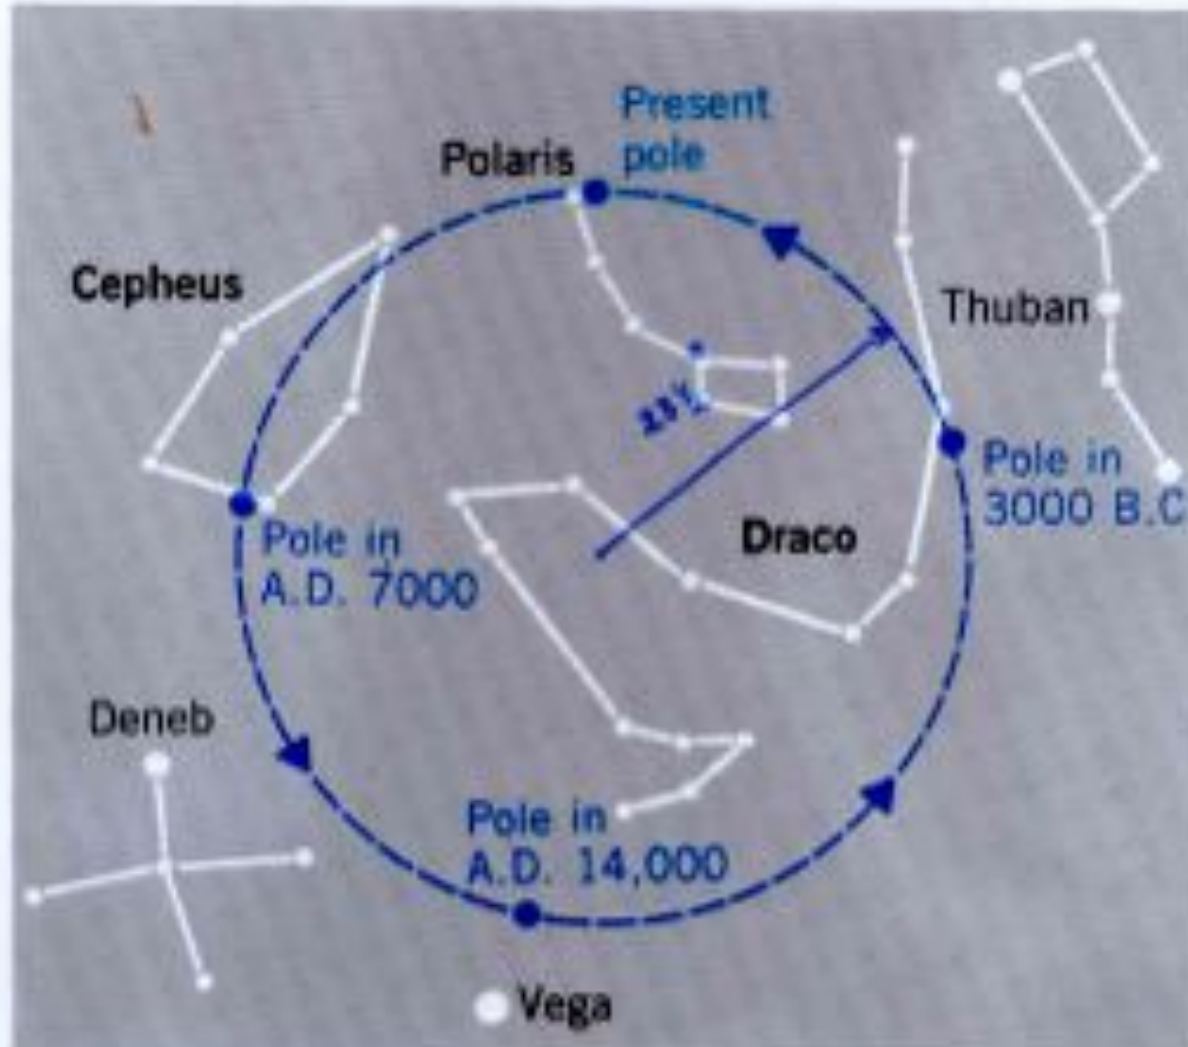 Present
pole
Polaris
Cepheus
Thuban
Pole in
3000 B.C
Draco
Pole in
A.D. 7000
Deneb
Pole in
A.D. 14,000
Vega